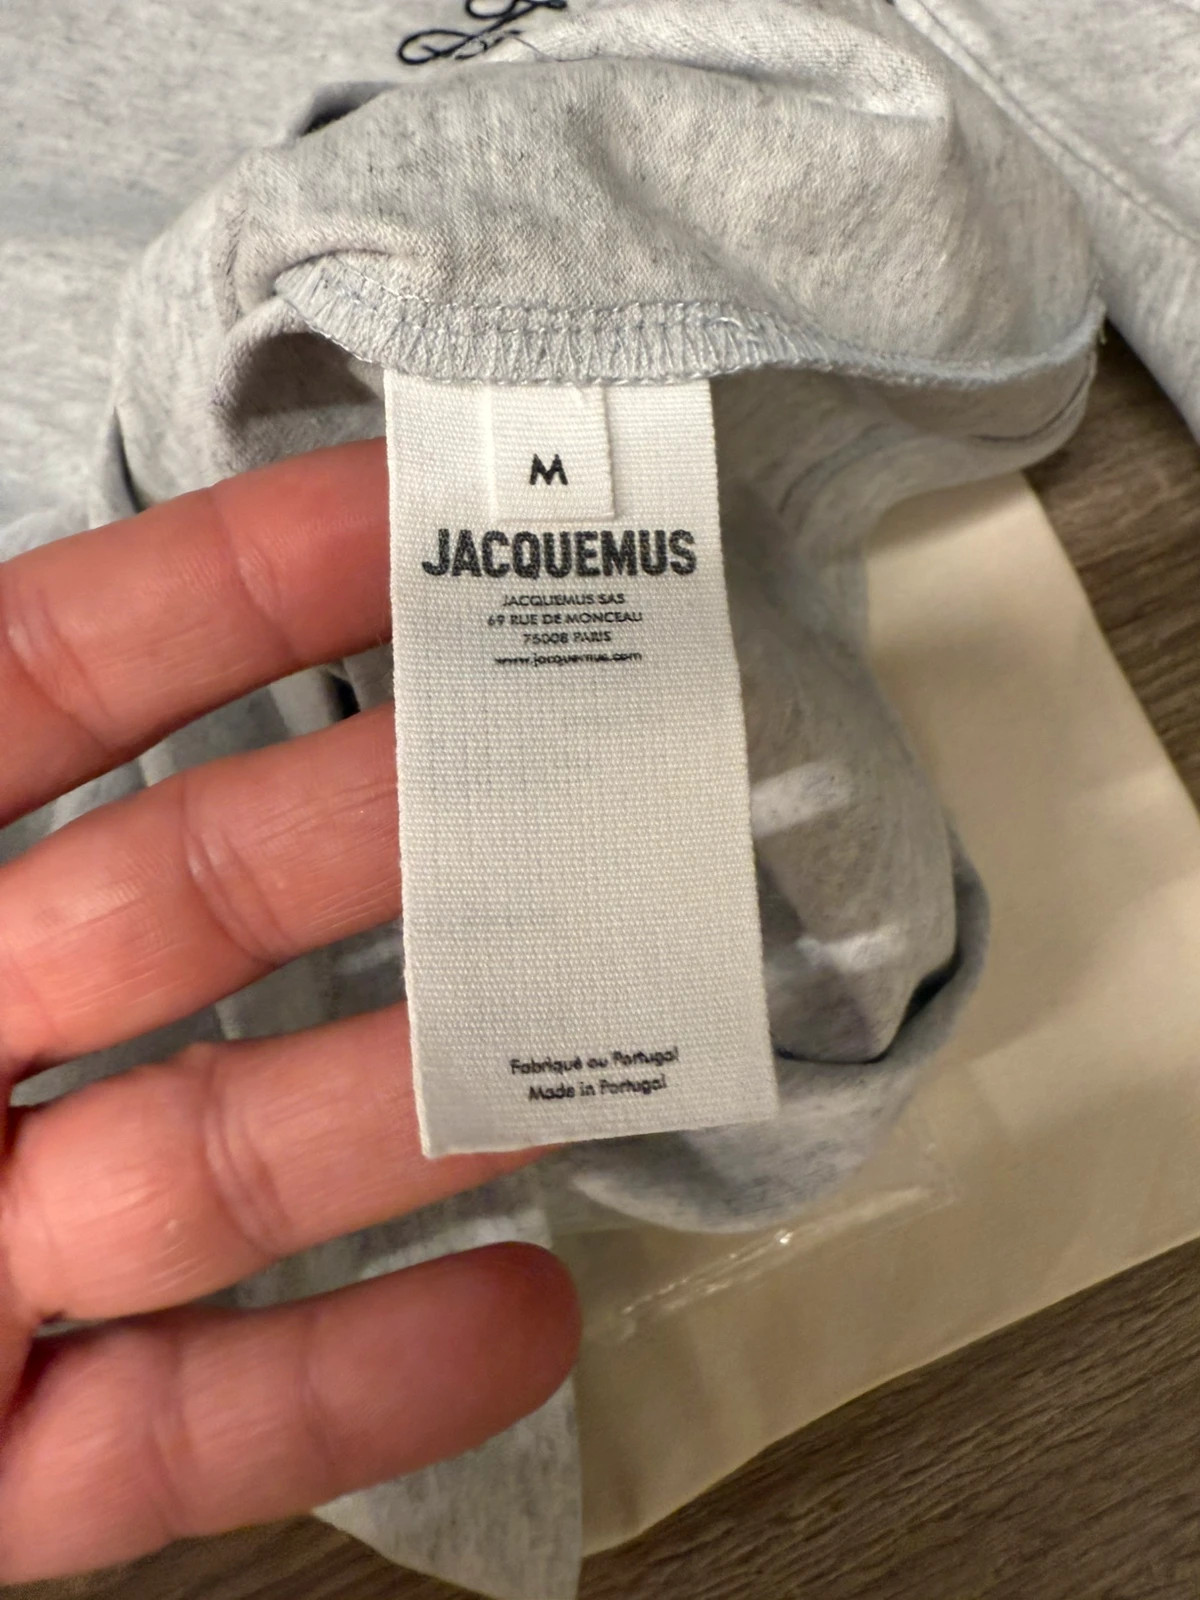 M
JACQUEMUS
JACQUEMUS SAS
69 RUE DE MONCEAU
75008 PARIS
www.jacquemus.com
Fabriqué au Portugal
Made in Portugal